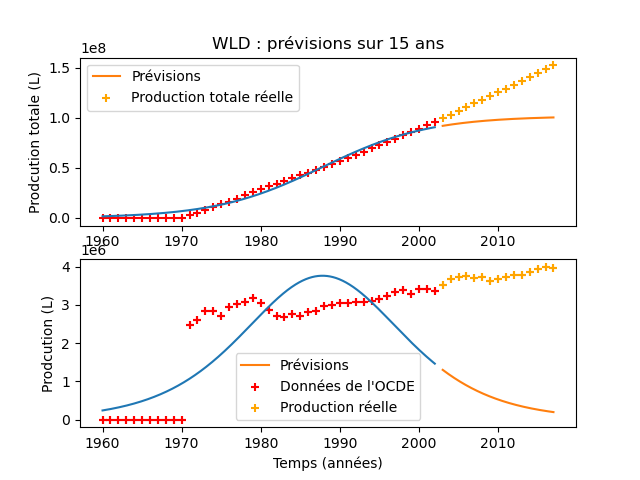 WLD : prévisions sur 15 ans
1e8
Prodcution totale (L)
1.5
1.0
0.5
0.0
Prévisions
Production totale réelle
1960 1970 1980 1990 2000 2010
1e6
Prodcution (L)
4
3
2
1
0
Prévisions
Données de l'OCDE
Production réelle
1960 1970 1980 1990 2000 2010
Temps (années)